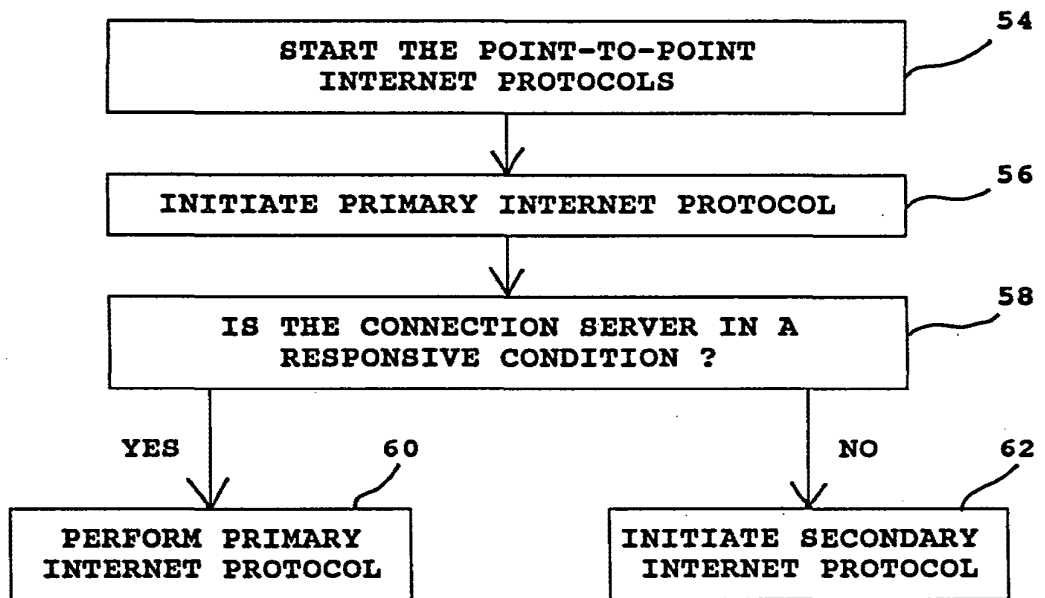 54
START THE POINT-TO-POINT
INTERNET PROTOCOLS
56
INITIATE PRIMARY INTERNET PROTOCOL
58
IS THE CONNECTION SERVER IN A
RESPONSIVE CONDITION ?
YES
60
NO
62
PERFORM PRIMARY
INTERNET PROTOCOL
INITIATE SECONDARY
INTERNET PROTOCOL